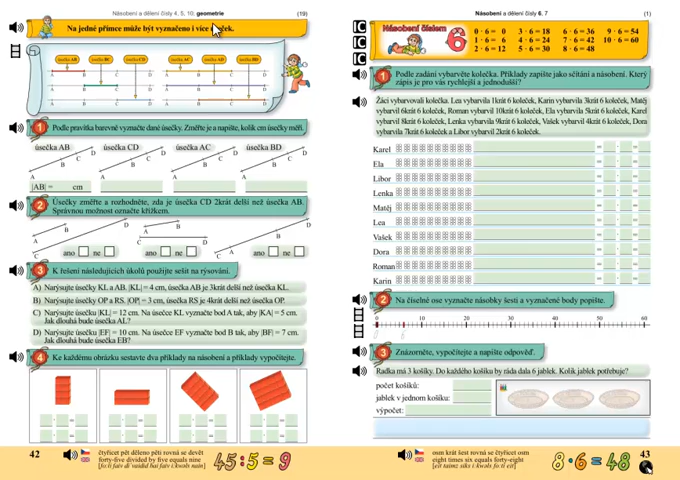 Násobení a dělení čísly 4, 5, 10; geometrie
(19)
Na jedné přímce může být vyznačeno i více úseček.
úsečka AB
úsečka BC
úsečka CD
úsečka AC
úsečka AD
úsečka BD
A B C D A B C D
A B C D A B C D
A B C D A B C D
1 Podle pravítka barevně vyznačte dané úsečky. Změřte je a napište, kolik cm úsečky měří.
úsečka AB
úsečka CD
úsečka AC
úsečka BD
A B C D
A B C D
A B C D
A B C D
|AB| = cm
2 Úsečky změřte a rozhodněte, zda je úsečka CD 2krát delší než úsečka AB.
Správnou možnost označte křížkem.
A B C D
A B C D
A B C D
ano ne
ano ne
ano ne
3 K řešení následujících úkolů použijte sešit na rýsování.
A) Narýsujte úsečky KL a AB. |KL| = 4 cm, úsečka AB je 3krát delší než úsečka KL.
B) Narýsujte úsečky OP a RS. |OP| = 3 cm, úsečka RS je 4krát delší než úsečka OP.
C) Narýsujte úsečku |KL| = 12 cm. Na úsečce KL vyznačte bod A tak, aby |KA| = 5 cm.
Jak dlouhá bude úsečka AL?
D) Narýsujte úsečku |EF| = 10 cm. Na úsečce EF vyznačte bod B tak, aby |BF| = 7 cm.
Jak dlouhá bude úsečka EB?
4 Ke každému obrázku sestavte dva příklady na násobení a příklady vypočítejte.
· = · =
· = · =
· = · =
· = · =
42
čtyřicet pět děleno pěti rovná se devět
forty-five divided by five equals nine
45:5=9
Násobení a dělení čísly 6, 7
(1)
Násobení číslem 6
0 · 6 = 0 3 · 6 = 18 6 · 6 = 36 9 · 6 = 54
1 · 6 = 6 4 · 6 = 24 7 · 6 = 42 10 · 6 = 60
2 · 6 = 12 5 · 6 = 30 8 · 6 = 48
1 Podle zadání vybarvěte kolečka. Příklady zapište jako sčítání a násobení. Který
zápis je pro vás rychlejší a jednodušší?
Žáci vybarvovali kolečka. Lea vybarvila 1krát 6 koleček, Karin vybarvila 3krát 6 koleček, Matěj
vybarvil 6krát 6 koleček, Roman vybarvil 10krát 6 koleček, Ela vybarvila 5krát 6 koleček, Karel
vybarvil 8krát 6 koleček, Lenka vybarvila 9krát 6 koleček, Vašek vybarvil 4krát 6 koleček, Dora
vybarvila 7krát 6 koleček a Libor vybarvil 2krát 6 koleček.
Karel = · =
Ela = · =
Libor = · =
Lenka = · =
Matěj = · =
Lea = · =
Vašek = · =
Dora = · =
Roman = · =
Karin = · =
2 Na číselné ose vyznačte násobky šesti a vyznačené body popište.
0 10 20 30 40 50 60
0 6
3 Znázorněte, vypočítejte a napište odpověď.
Radka má 3 košíky. Do každého košíku by ráda dala 6 jablek. Kolik jablek potřebuje?
počet košíků:
jablek v jednom košíku:
výpočet:
osm krát šest rovná se čtyřicet osm
eight times six equals forty-eight
8·6=48
43